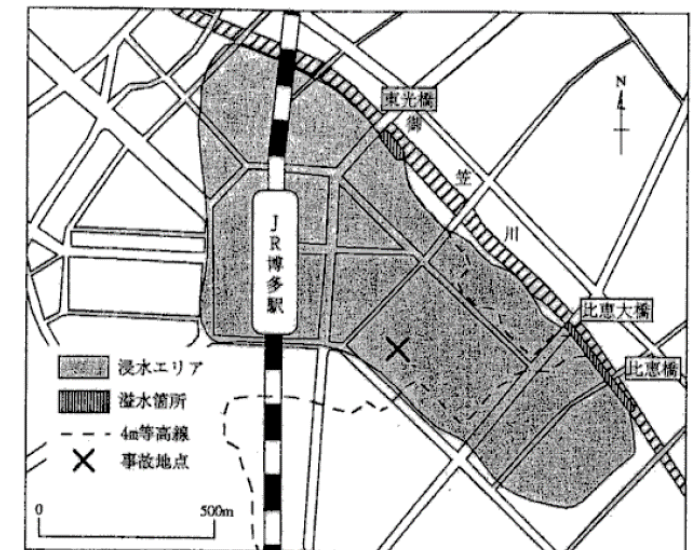 東光橋
N
御
笠
川
JR博多駅
比恵大橋
比恵橋
浸水エリア
溢水箇所
4m等高線
事故地点
0
500m